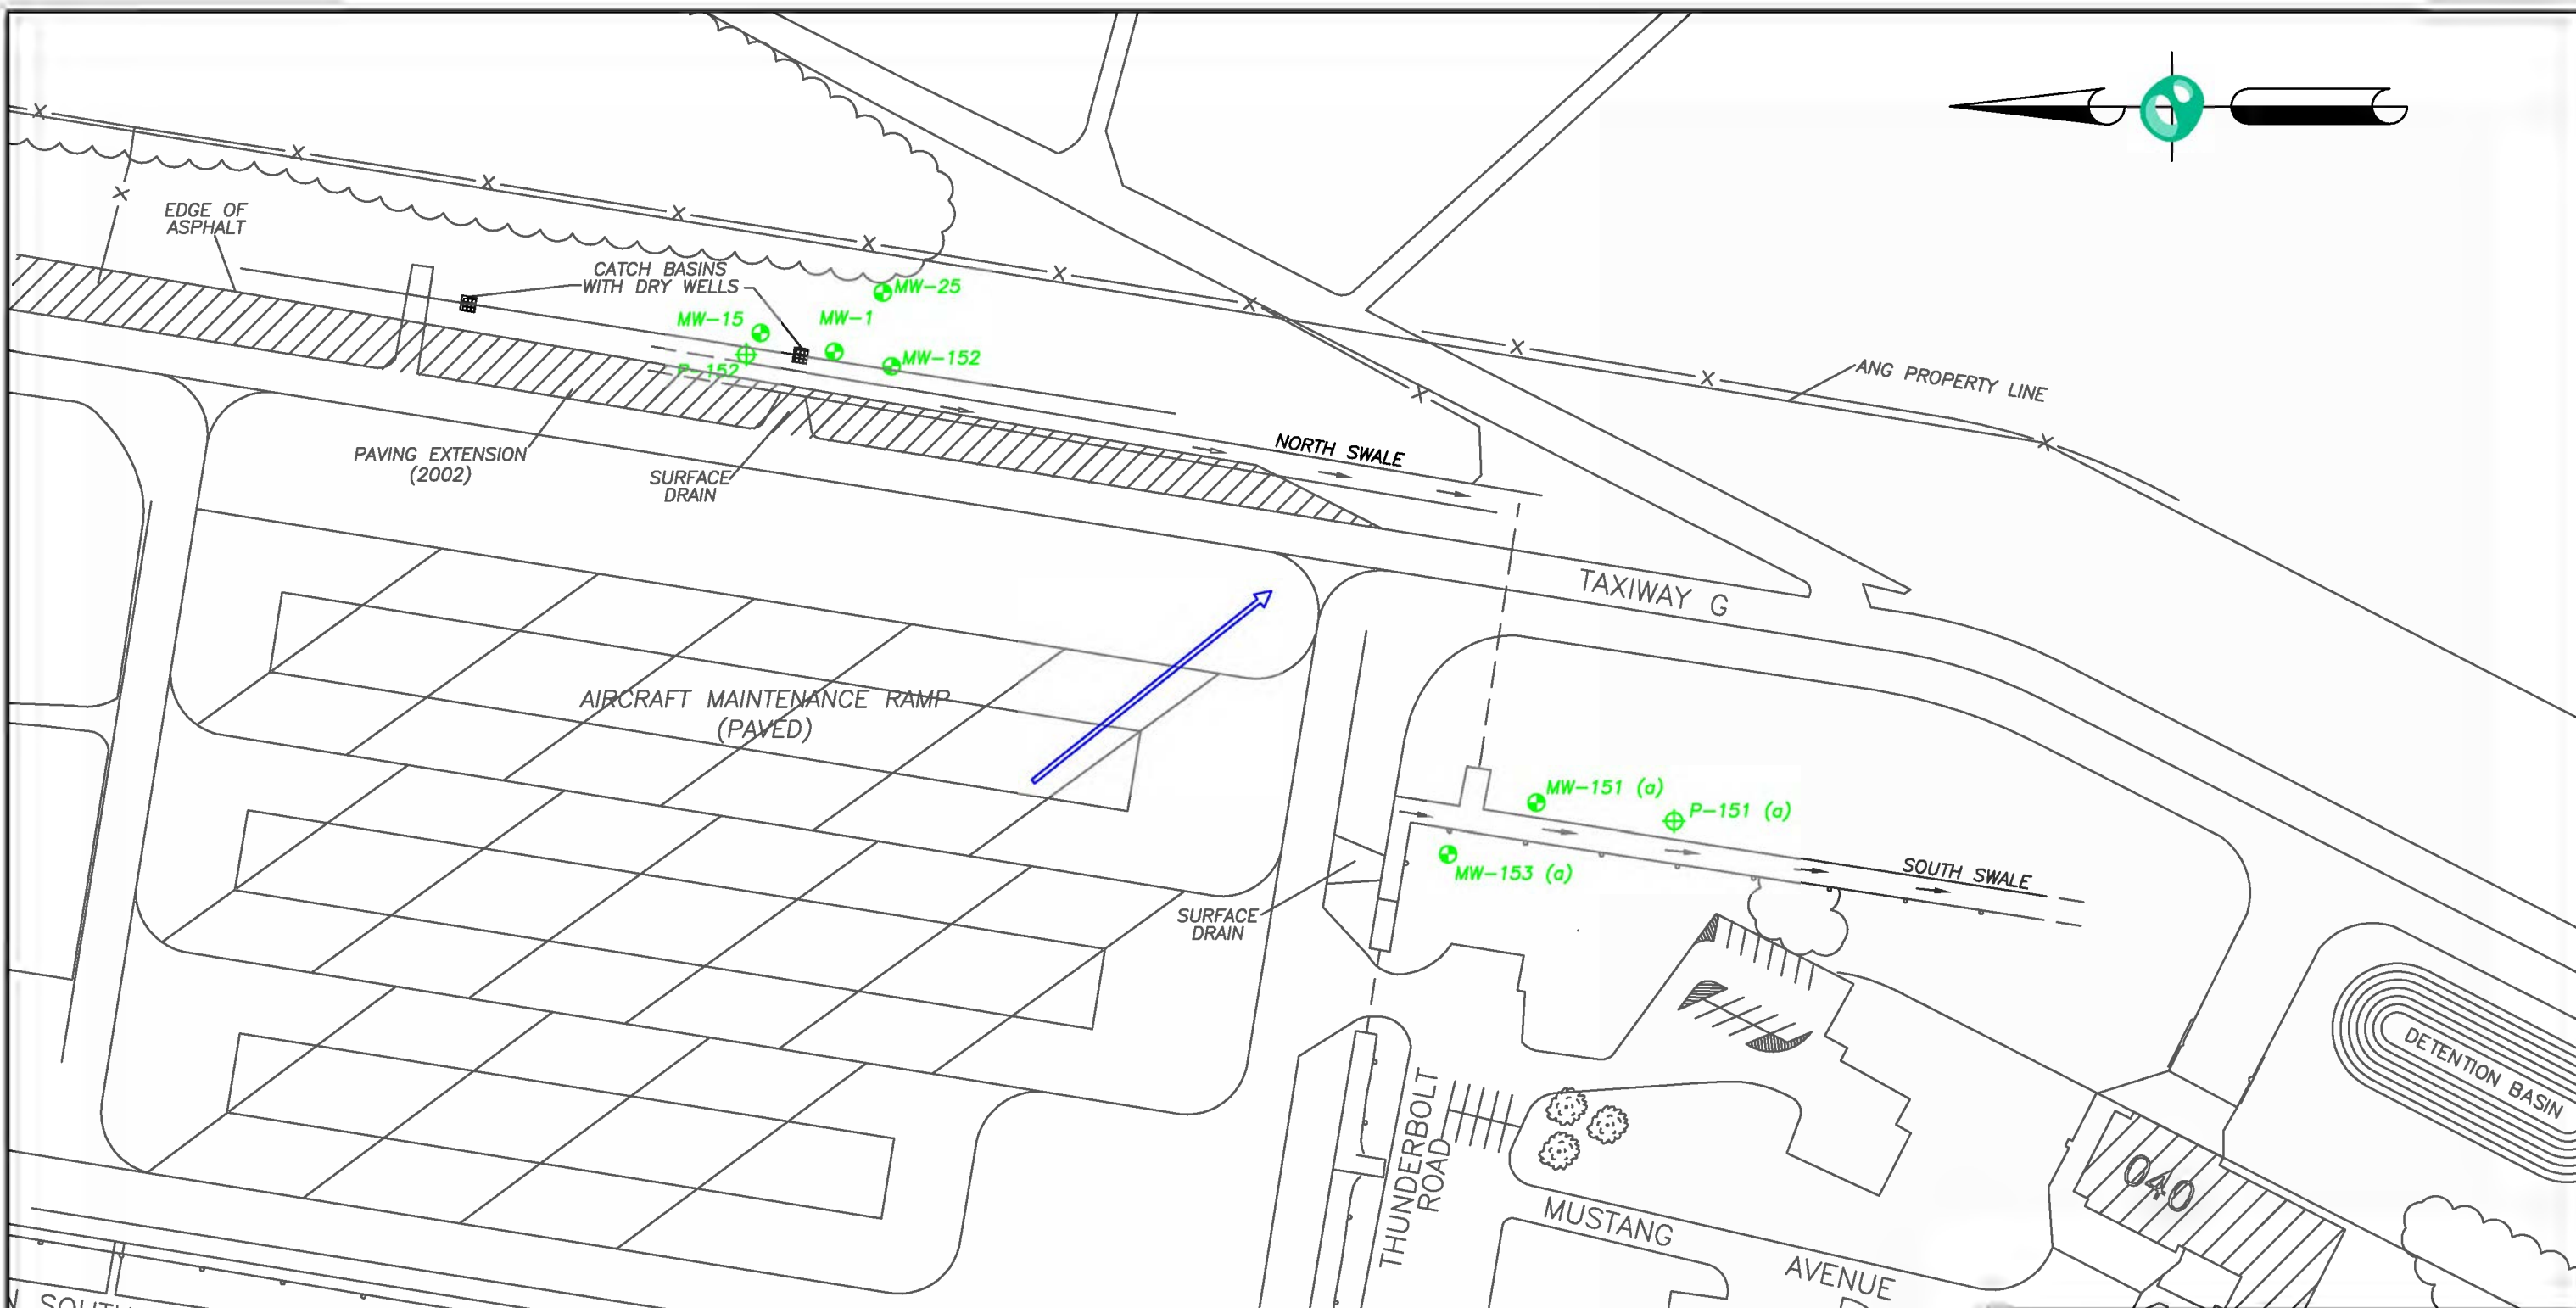 EDGE OF
ASPHALT
CATCH BASINS
WITH DRY WELLS
MW-25
MW-15
MW-1
MW-152
P-152
ANG PROPERTY LINE
PAVING EXTENSION
(2002)
SURFACE
DRAIN
NORTH SWALE
TAXIWAY G
AIRCRAFT MAINTENANCE RAMP
(PAVED)
MW-151 (a)
P-151 (a)
MW-153 (a)
SOUTH SWALE
SURFACE
DRAIN
DETENTION BASIN
THUNDERBOLT
ROAD
040
MUSTANG
AVENUE